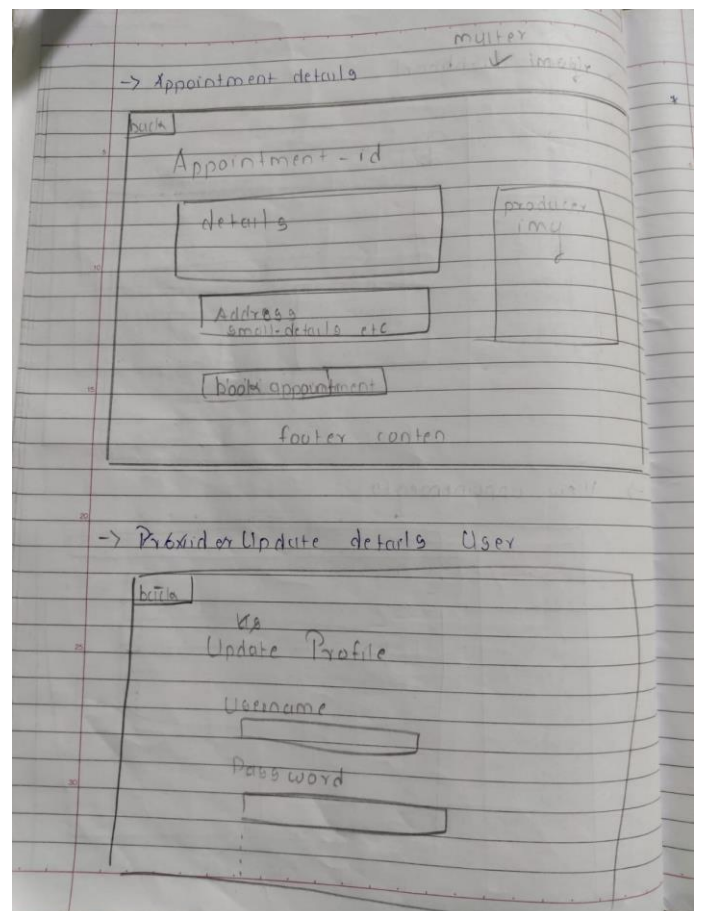 multer
-> Appointment details
back
Appointment - id
details
producer
img
Address
small-details etc
book appointment
footer conten
-> Provider Update details User
back
Update Profile
Username
Password